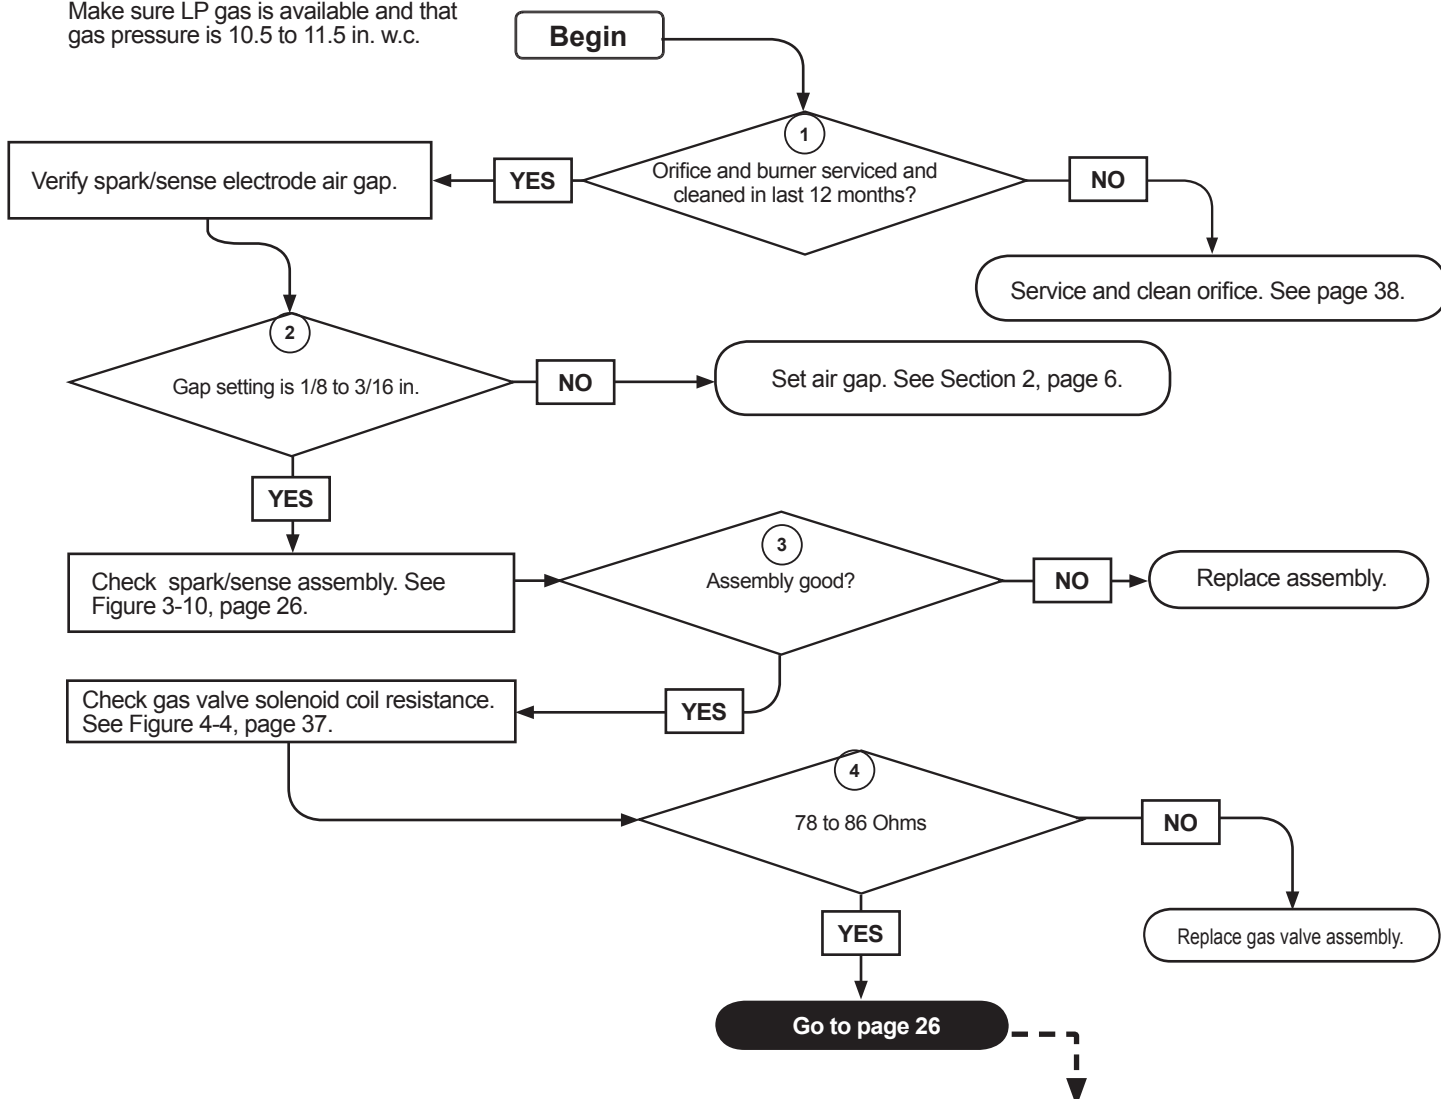 Make sure LP gas is available and that
gas pressure is 10.5 to 11.5 in. w.c.
Begin
1
Orifice and burner serviced and
cleaned in last 12 months?
YES
NO
Verify spark/sense electrode air gap.
Service and clean orifice. See page 38.
2
Gap setting is 1/8 to 3/16 in.
NO
Set air gap. See Section 2, page 6.
YES
Check spark/sense assembly. See
Figure 3-10, page 26.
3
Assembly good?
NO
Replace assembly.
YES
Check gas valve solenoid coil resistance.
See Figure 4-4, page 37.
4
78 to 86 Ohms
NO
Replace gas valve assembly.
YES
Go to page 26